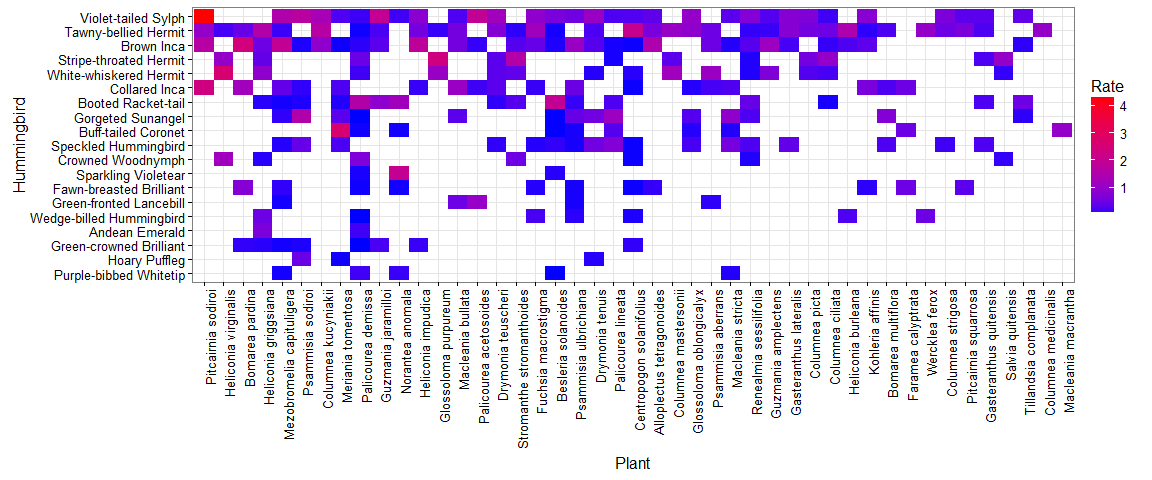 Hummingbird
Violet-tailed Sylph
Tawny-bellied Hermit
Brown Inca
Stripe-throated Hermit
White-whiskered Hermit
Collared Inca
Booted Racket-tail
Gorgeted Sunangel
Buff-tailed Coronet
Speckled Hummingbird
Crowned Woodnymph
Sparkling Violetear
Fawn-breasted Brilliant
Green-fronted Lancebill
Wedge-billed Hummingbird
Andean Emerald
Green-crowned Brilliant
Hoary Puffleg
Purple-bibbed Whitetip
Pitcairnia sodiroi
Heliconia virginalis
Bomarea pardina
Heliconia griggsiana
Mezobromelia capituligera
Psammisia sodiroi
Columnea kucyniakii
Meriania tomentosa
Palicourea demissa
Guzmania jaramilloi
Norantea anomala
Heliconia impudica
Glossoloma purpureum
Macleania bullata
Palicourea acetosoides
Drymonia teuscheri
Stromanthe stromanthoides
Fuchsia macrostigma
Besleria solanoides
Psammisia ulbrichiana
Drymonia tenuis
Palicourea lineata
Centropogon solanifolius
Alloplectus tetragonoides
Columnea mastersonii
Glossoloma oblongicalyx
Psammisia aberrans
Macleania stricta
Renealmia sessilifolia
Guzmania amplectens
Gasteranthus lateralis
Columnea picta
Columnea ciliata
Heliconia burleana
Kohleria affinis
Bomarea multiflora
Faramea calyptrata
Wercklea ferox
Columnea strigosa
Pitcairnia squarrosa
Gasteranthus quitensis
Salvia quitensis
Tillandsia complanata
Columnea medicinalis
Macleania macrantha
Plant
Rate
4
3
2
1